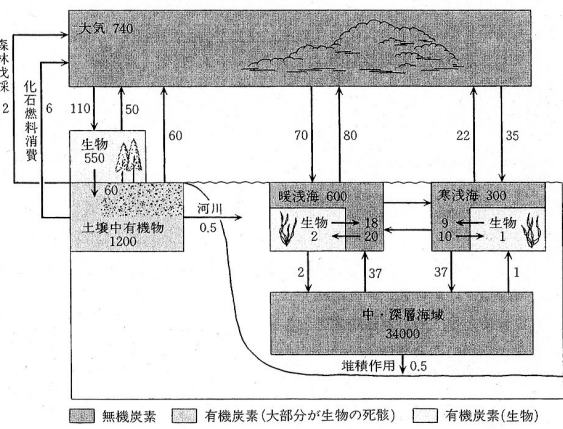 大気 740
森林伐採
2
化石燃料消費
6
110
50
60
70
80
22
35
生物
550
60
土壌中有機物
1200
河川
0.5
暖浅海 600
生物
2
18
20
寒浅海 300
9
10
生物
1
2
37
37
1
中・深層海域
34000
堆積作用
0.5
無機炭素
有機炭素(大部分が生物の死骸)
有機炭素(生物)